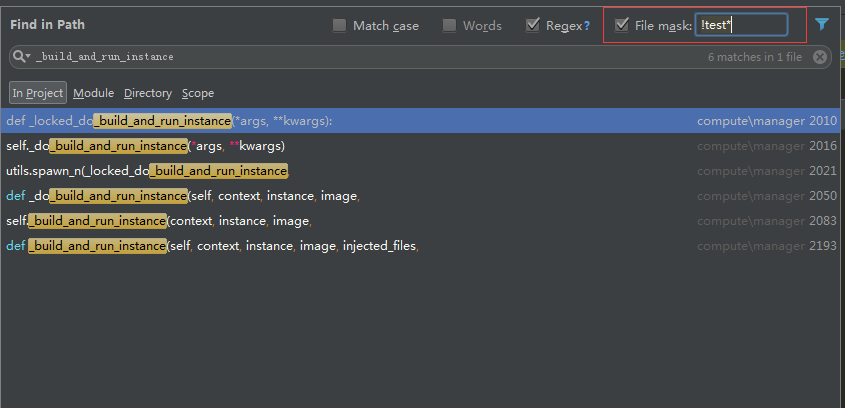 Find in Path Match case Words Regex? File mask: !test*
_build_and_run_instance 6 matches in 1 file
In Project Module Directory Scope
def _locked_do_build_and_run_instance(*args, **kwargs): compute\manager 2010
self._do_build_and_run_instance(*args, **kwargs) compute\manager 2016
utils.spawn_n(_locked_do_build_and_run_instance, compute\manager 2021
def _do_build_and_run_instance(self, context, instance, image, compute\manager 2050
self._build_and_run_instance(context, instance, image, compute\manager 2083
def _build_and_run_instance(self, context, instance, image, injected_files, compute\manager 2193